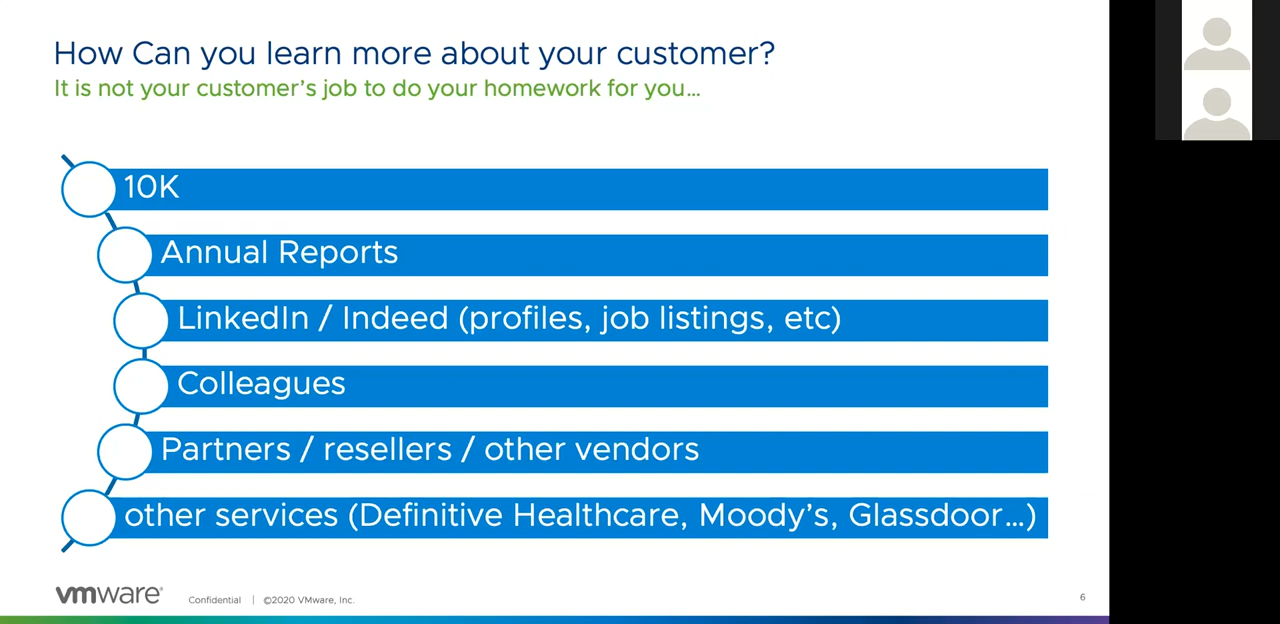 How Can you learn more about your customer?
It is not your customer’s job to do your homework for you…
10K
Annual Reports
LinkedIn / Indeed (profiles, job listings, etc)
Colleagues
Partners / resellers / other vendors
other services (Definitive Healthcare, Moody’s, Glassdoor…)
vmware®
Confidential | ©2020 VMware, Inc.
6